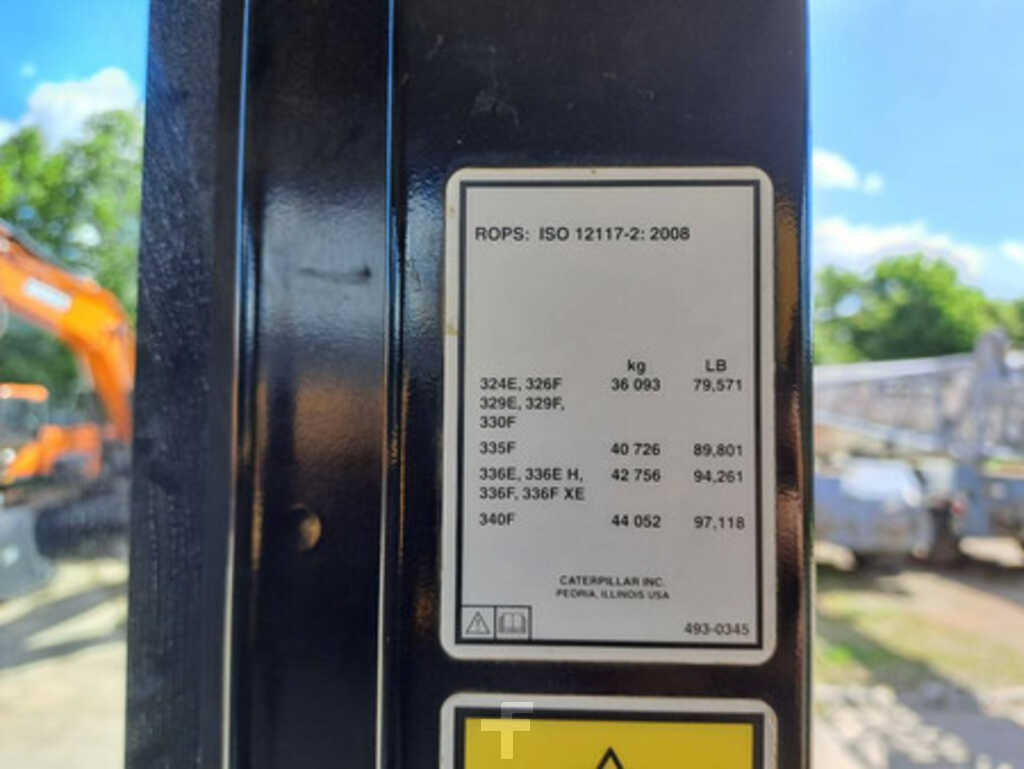 ROPS: ISO 12117-2: 2008
kg LB
324E, 326F 36 093 79,571
329E, 329F,
330F
335F 40 726 89,801
336E, 336E H, 42 756 94,261
336F, 336F XE
340F 44 052 97,118
CATERPILLAR INC.
PEORIA, ILLINOIS USA
493-0345